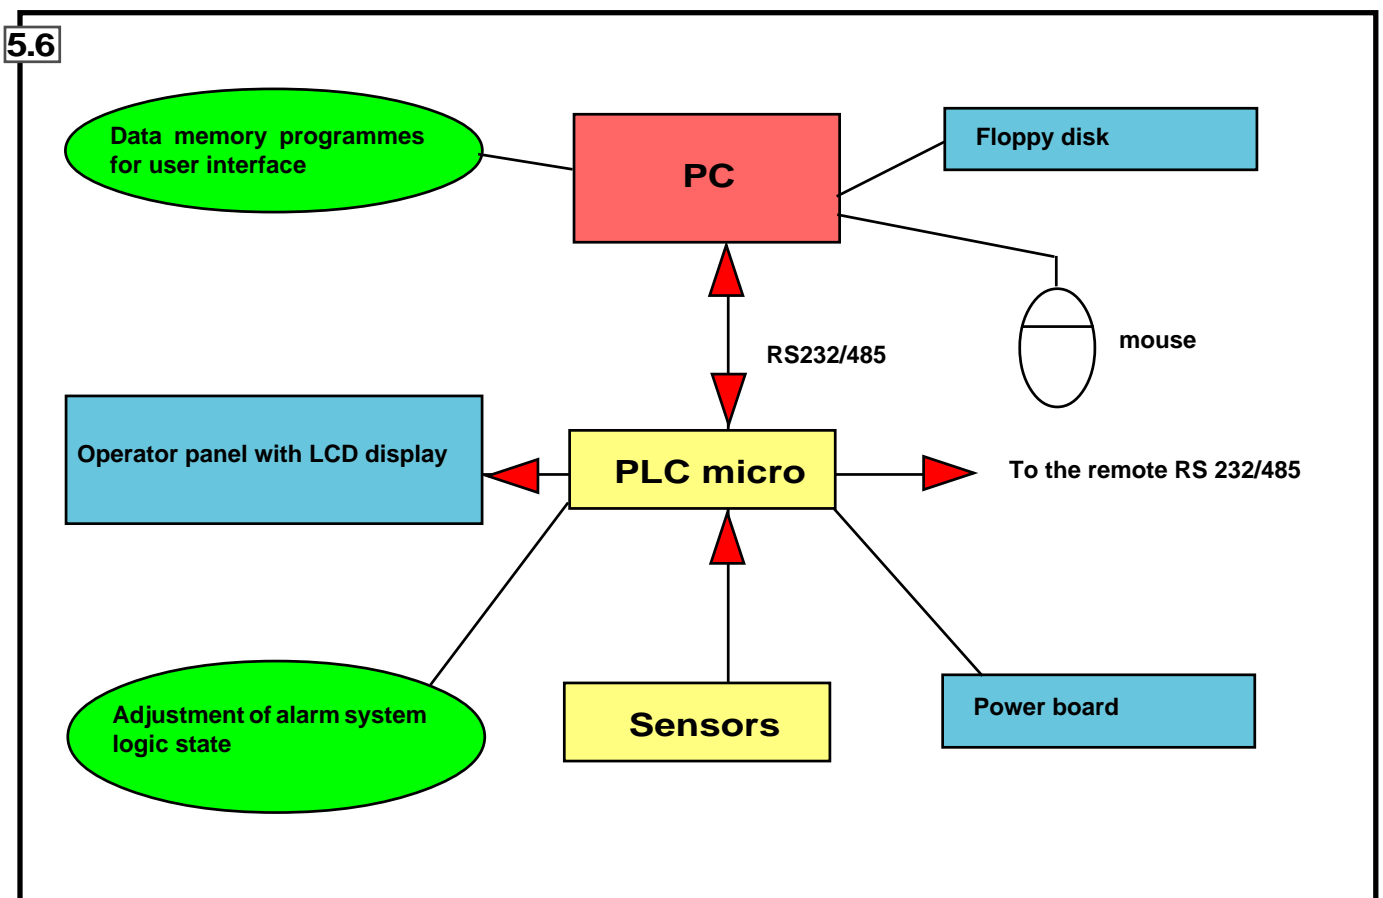 5.6
Data memory programmes
for user interface
PC
Floppy disk
mouse
RS232/485
Operator panel with LCD display
PLC micro
To the remote RS 232/485
Adjustment of alarm system
logic state
Sensors
Power board